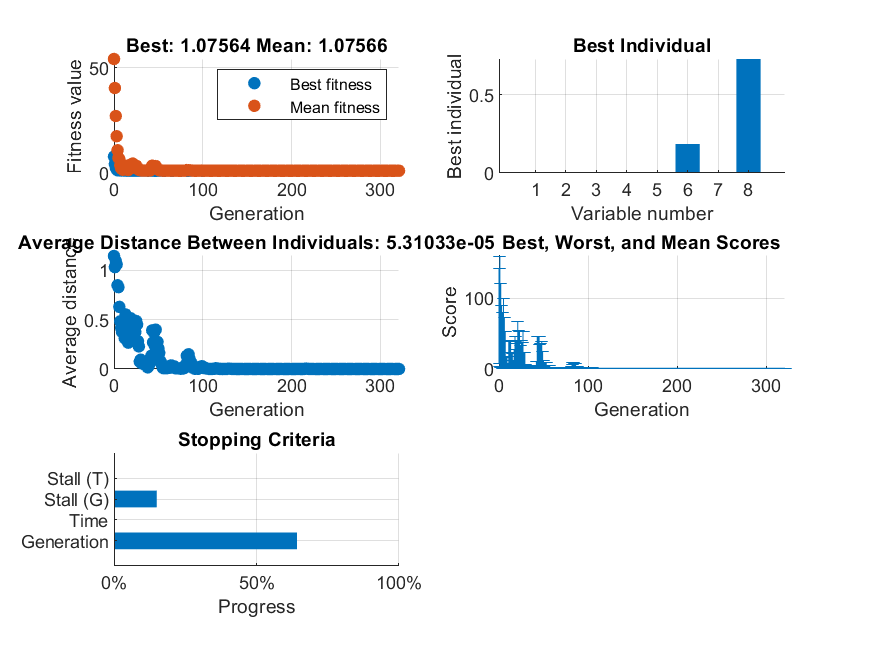 Best: 1.07564 Mean: 1.07566
Fitness value
50
0
Best fitness
Mean fitness
0 100 200 300
Generation
Best Individual
Best individual
0.5
0
1 2 3 4 5 6 7 8
Variable number
Average Distance Between Individuals: 5.31033e-05
Average distance
1
0.5
0
0 100 200 300
Generation
Best, Worst, and Mean Scores
Score
100
0
0 100 200 300
Generation
Stopping Criteria
Stall (T)
Stall (G)
Time
Generation
0% 50% 100%
Progress